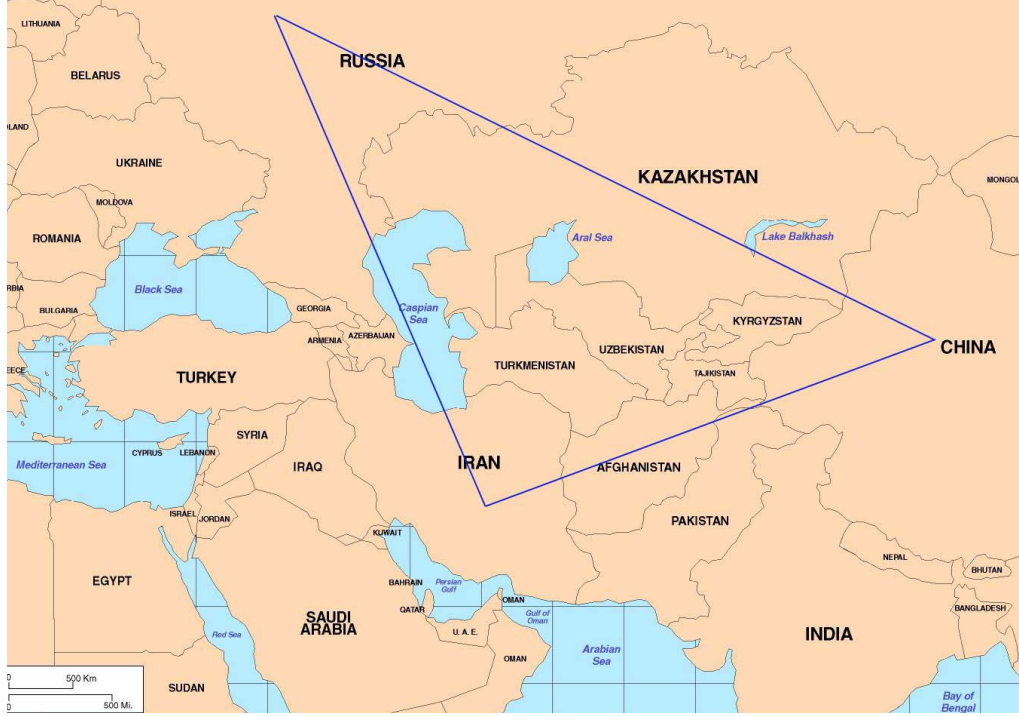 LITHUANIA
RUSSIA
BELARUS
OLAND
UKRAINE
KAZAKHSTAN
MONGOL
MOLDOVA
ROMANIA
Aral Sea
Lake Balkhash
RBIA
Black Sea
BULGARIA
GEORGIA
Caspian
Sea
KYRGYZSTAN
ARMENIA
AZERBAIJAN
UZBEKISTAN
CHINA
EECE
TURKEY
TURKMENISTAN
TAJIKISTAN
SYRIA
CYPRUS
LEBANON
Mediterranean Sea
IRAQ
IRAN
AFGHANISTAN
ISRAEL
JORDAN
PAKISTAN
KUWAIT
NEPAL
BHUTAN
EGYPT
BAHRAIN
Persian
Gulf
QATAR
OMAN
BANGLADESH
SAUDI
ARABIA
Gulf of
Oman
Red Sea
U. A. E.
INDIA
Arabian
Sea
OMAN
SUDAN
0
500 Km
0
500 Mi.
Bay of
Bengal